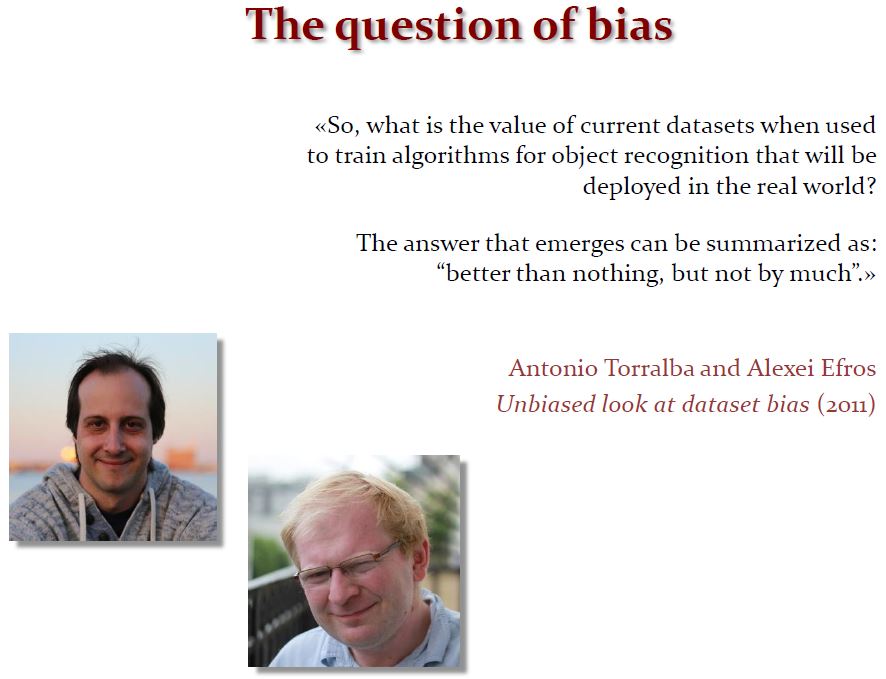 The question of bias
«So, what is the value of current datasets when used
to train algorithms for object recognition that will be
deployed in the real world?
The answer that emerges can be summarized as:
“better than nothing, but not by much”.»
Antonio Torralba and Alexei Efros
Unbiased look at dataset bias (2011)